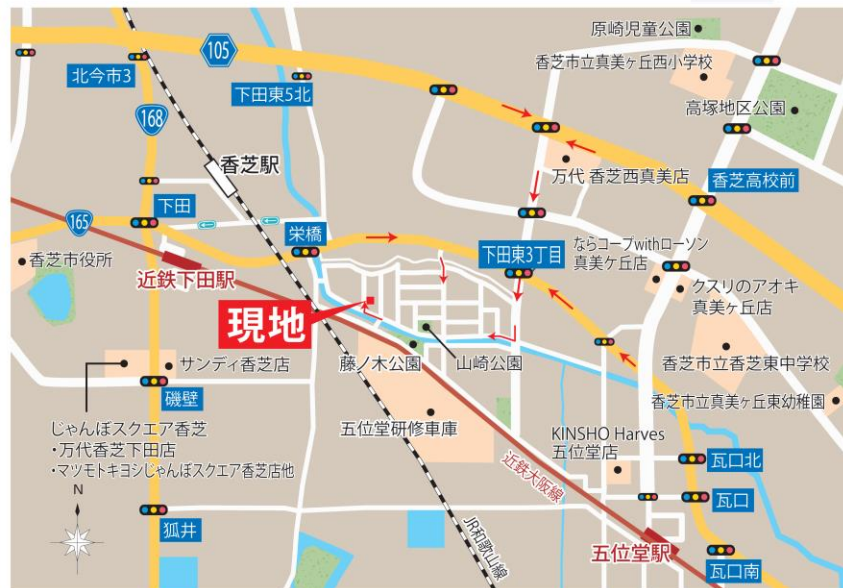 原崎児童公園
105
香芝市立真美ヶ丘西小学校
北今市3
下田東5北
高塚地区公園
168
香芝駅
万代 香芝西真美店
香芝高校前
165
下田
栄橋
下田東3丁目
ならコープwithローソン
真美ケ丘店
香芝市役所
近鉄下田駅
クスリのアオキ
真美ヶ丘店
現地
サンディ香芝店
藤ノ木公園
山崎公園
香芝市立香芝東中学校
磯壁
香芝市立真美ヶ丘東幼稚園
じゃんぼスクエア香芝
・万代香芝下田店
・マツモトキヨシじゃんぼスクエア香芝店他
五位堂研修車庫
KINSHO Harves
五位堂店
近鉄大阪線
瓦口北
瓦口
N
狐井
JR和歌山線
五位堂駅
瓦口南